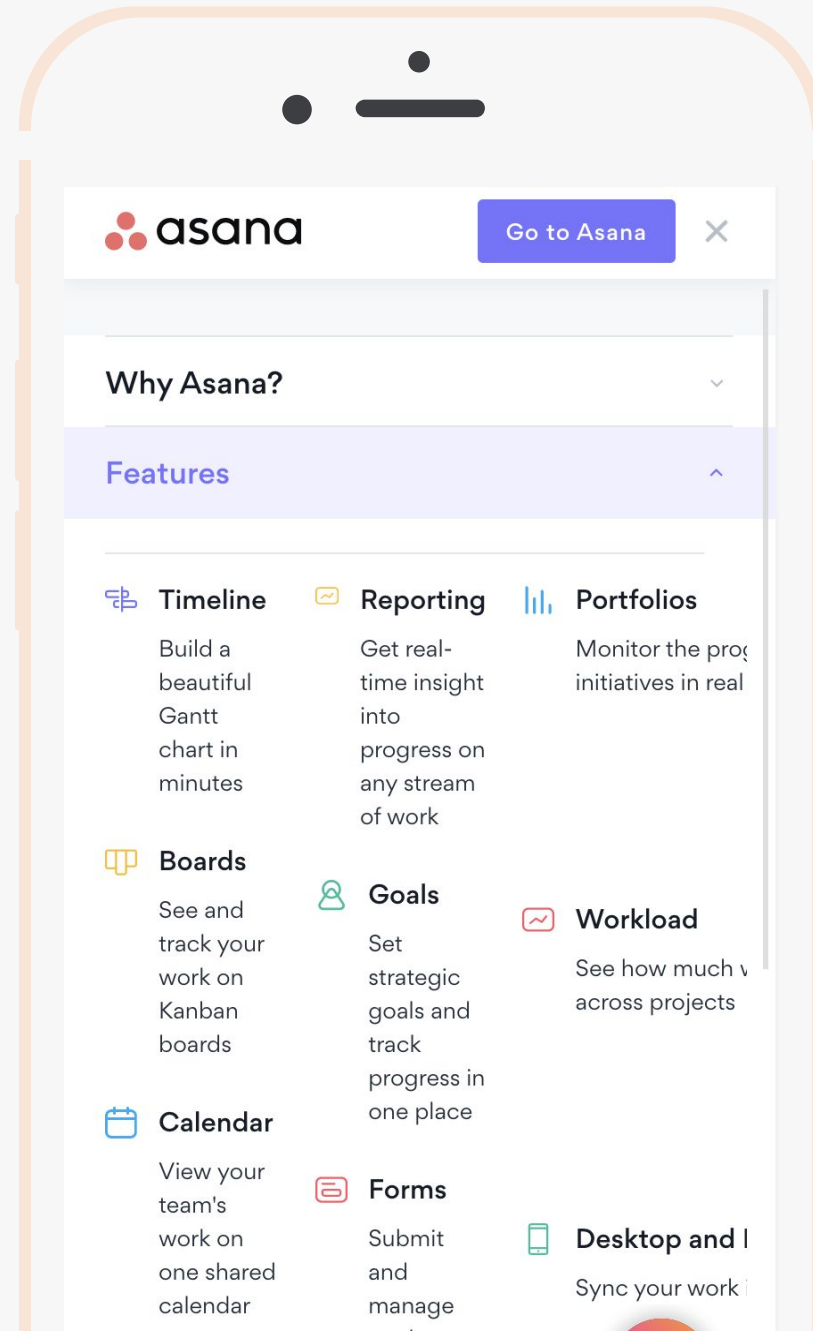 asana
Go to Asana
Why Asana?
Features
Timeline
Build a
beautiful
Gantt
chart in
minutes
Reporting
Get real-
time insight
into
progress on
any stream
of work
Portfolios
Monitor the
initiatives in real
Boards
See and
track your
work on
Kanban
boards
Goals
Set
strategic
goals and
track
progress in
one place
Workload
See how much
across projects
Calendar
View your
team's
work on
one shared
calendar
Forms
Submit
and
manage
Desktop and
Sync your work